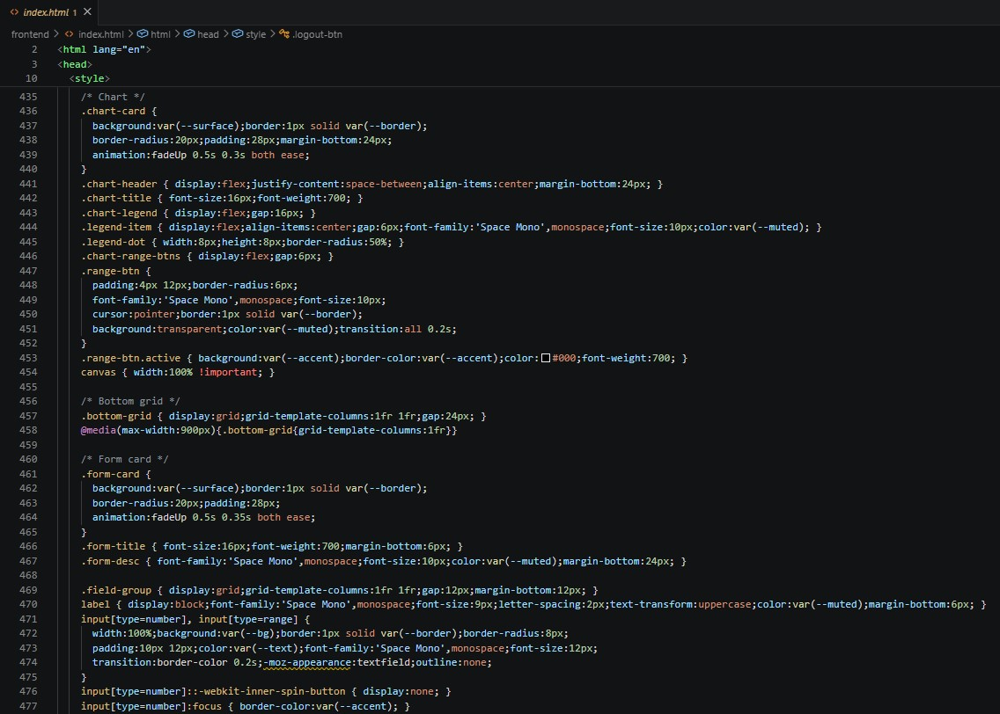 index.html 1
frontend > index.html > html > head > style > .logout-btn
2 <html lang="en">
3 <head>
10 <style>
435 /* Chart */
436 .chart-card {
437 background:var(--surface);border:1px solid var(--border);
438 border-radius:20px;padding:28px;margin-bottom:24px;
439 animation:fadeUp 0.5s 0.3s both ease;
440 }
441 .chart-header { display:flex;justify-content:space-between;align-items:center;margin-bottom:24px; }
442 .chart-title { font-size:16px;font-weight:700; }
443 .chart-legend { display:flex;gap:16px; }
444 .legend-item { display:flex;align-items:center;gap:6px;font-family:'Space Mono',monospace;font-size:10px;color:var(--muted); }
445 .legend-dot { width:8px;height:8px;border-radius:50%; }
446 .chart-range-btns { display:flex;gap:6px; }
447 .range-btn {
448 padding:4px 12px;border-radius:6px;
449 font-family:'Space Mono',monospace;font-size:10px;
450 cursor:pointer;border:1px solid var(--border);
451 background:transparent;color:var(--muted);transition:all 0.2s;
452 }
453 .range-btn.active { background:var(--accent);border-color:var(--accent);color:#000;font-weight:700; }
454 canvas { width:100% !important; }
455
456 /* Bottom grid */
457 .bottom-grid { display:grid;grid-template-columns:1fr 1fr;gap:24px; }
458 @media(max-width:900px){.bottom-grid{grid-template-columns:1fr}}
459
460 /* Form card */
461 .form-card {
462 background:var(--surface);border:1px solid var(--border);
463 border-radius:20px;padding:28px;
464 animation:fadeUp 0.5s 0.35s both ease;
465 }
466 .form-title { font-size:16px;font-weight:700;margin-bottom:6px; }
467 .form-desc { font-family:'Space Mono',monospace;font-size:10px;color:var(--muted);margin-bottom:24px; }
468
469 .field-group { display:grid;grid-template-columns:1fr 1fr;gap:12px;margin-bottom:12px; }
470 label { display:block;font-family:'Space Mono',monospace;font-size:9px;letter-spacing:2px;text-transform:uppercase;color:var(--muted);margin-bottom:6px; }
471 input[type=number], input[type=range] {
472 width:100%;background:var(--bg);border:1px solid var(--border);border-radius:8px;
473 padding:10px 12px;color:var(--text);font-family:'Space Mono',monospace;font-size:12px;
474 transition:border-color 0.2s;-moz-appearance:textfield;outline:none;
475 }
476 input[type=number]::-webkit-inner-spin-button { display:none; }
477 input[type=number]:focus { border-color:var(--accent); }